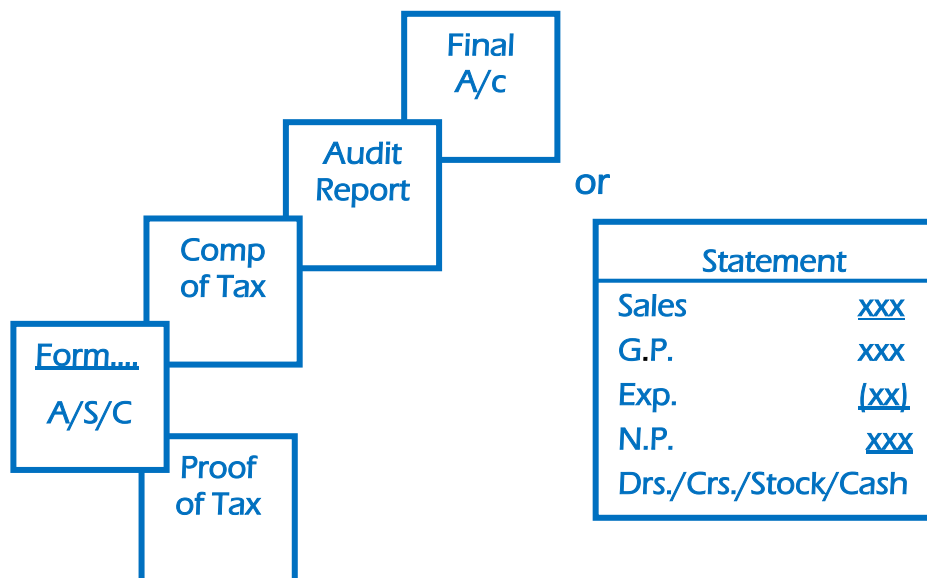 Final
A/c
Audit
Report
or
Comp
of Tax
Form....
A/S/C
Proof
of Tax
Statement
Sales xxx
G.P. xxx
Exp. (xx)
N.P. xxx
Drs./Crs./Stock/Cash